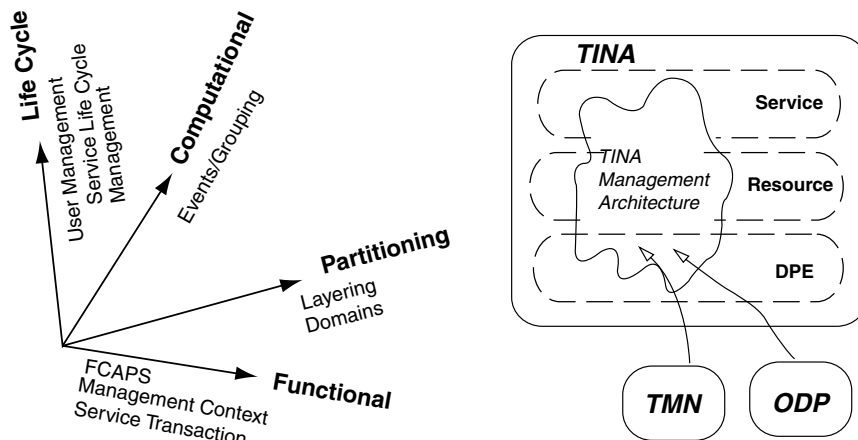 Life Cycle
User Management
Service Life Cycle
Management
Computational
Events/Grouping
Partitioning
Layering
Domains
Functional
FCAPS
Management Context
Service Transaction
TINA
Service
TINA
Management
Architecture
Resource
DPE
TMN
ODP